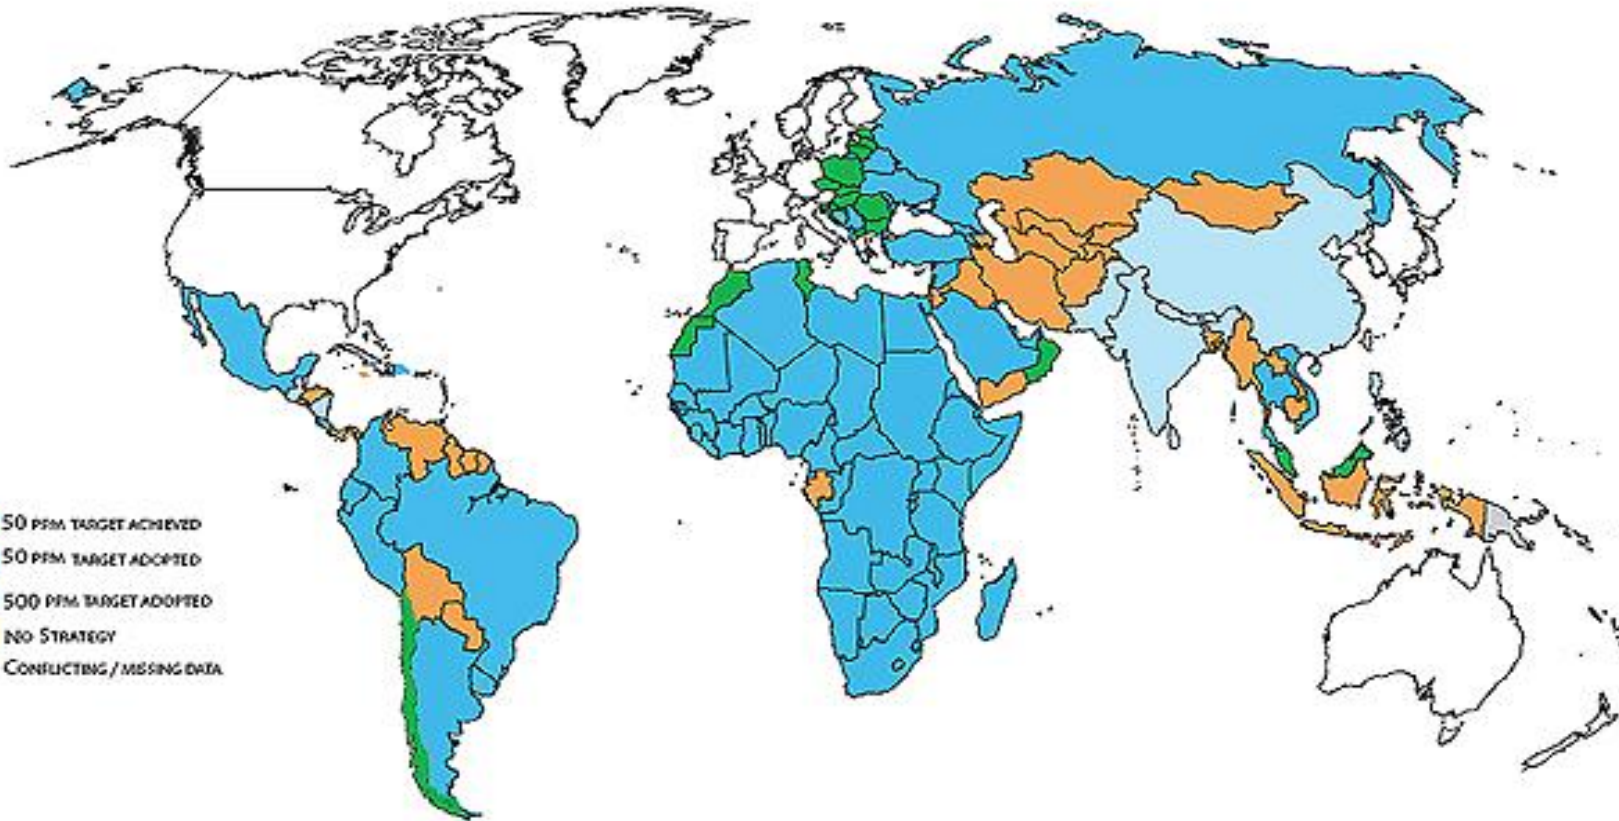 50 PPM TARGET ACHIEVED
50 PPM TARGET ADOPTED
500 PPM TARGET ADOPTED
NO STRATEGY
CONFLICTING / MISSING DATA